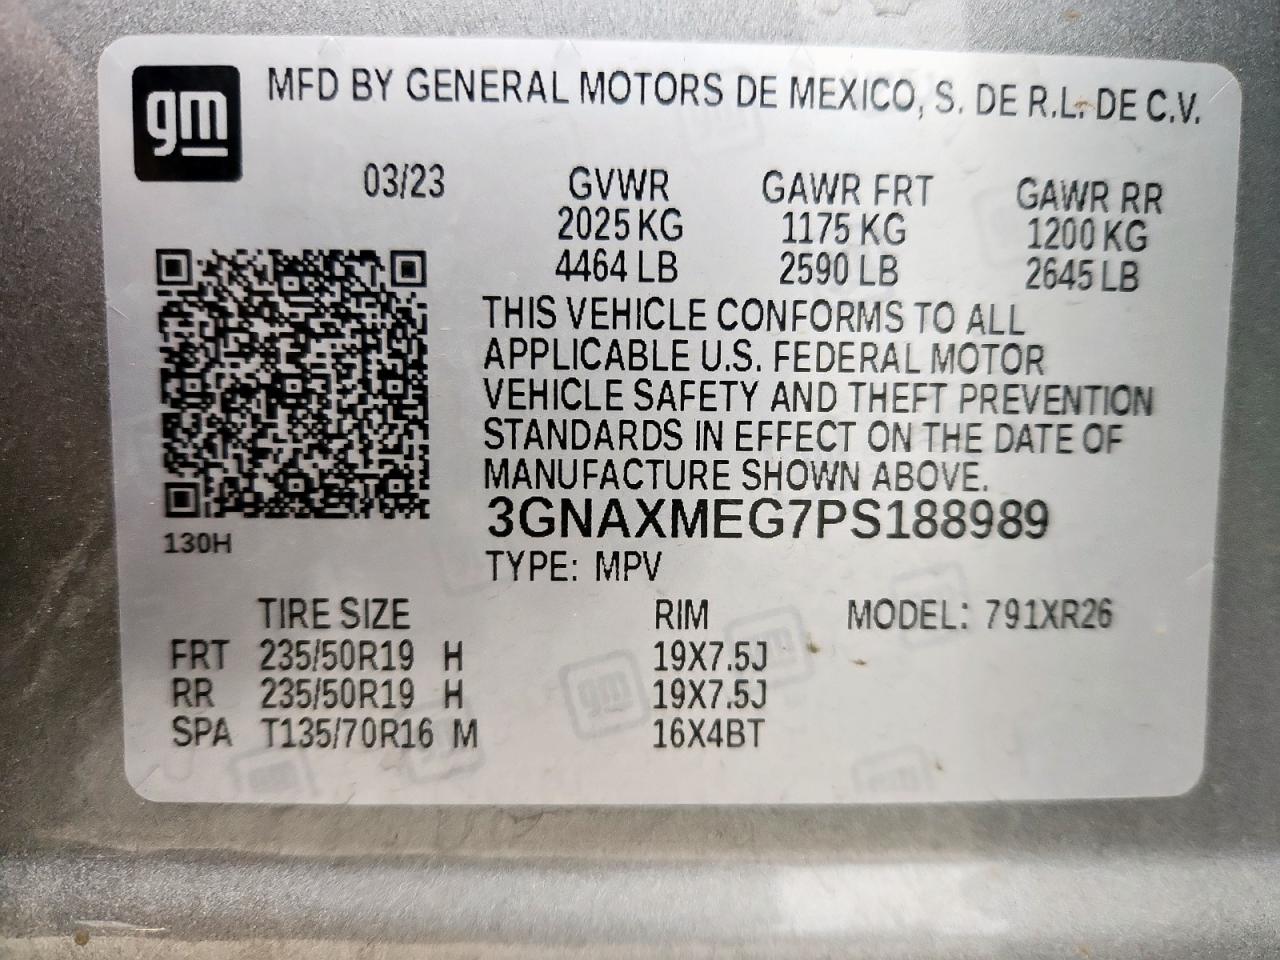 gm MFD BY GENERAL MOTORS DE MEXICO, S. DE R.L. DE C.V.
03/23 GVWR GAWR FRT GAWR RR
2025 KG 1175 KG 1200 KG
4464 LB 2590 LB 2645 LB
THIS VEHICLE CONFORMS TO ALL
APPLICABLE U.S. FEDERAL MOTOR
VEHICLE SAFETY AND THEFT PREVENTION
STANDARDS IN EFFECT ON THE DATE OF
MANUFACTURE SHOWN ABOVE.
3GNAXMEG7PS188989
130H
TYPE: MPV
TIRE SIZE RIM MODEL: 791XR26
FRT 235/50R19 H 19X7.5J
RR 235/50R19 H 19X7.5J
SPA T135/70R16 M 16X4BT
gm